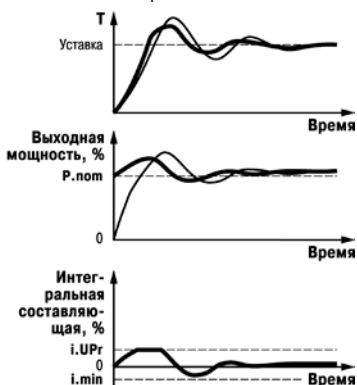 T
Уставка
Время
Выходная
мощность, %
P.nom
0
Время
Интег-
ральная
составляю-
щая, %
i.UPr
0
i.min
Время